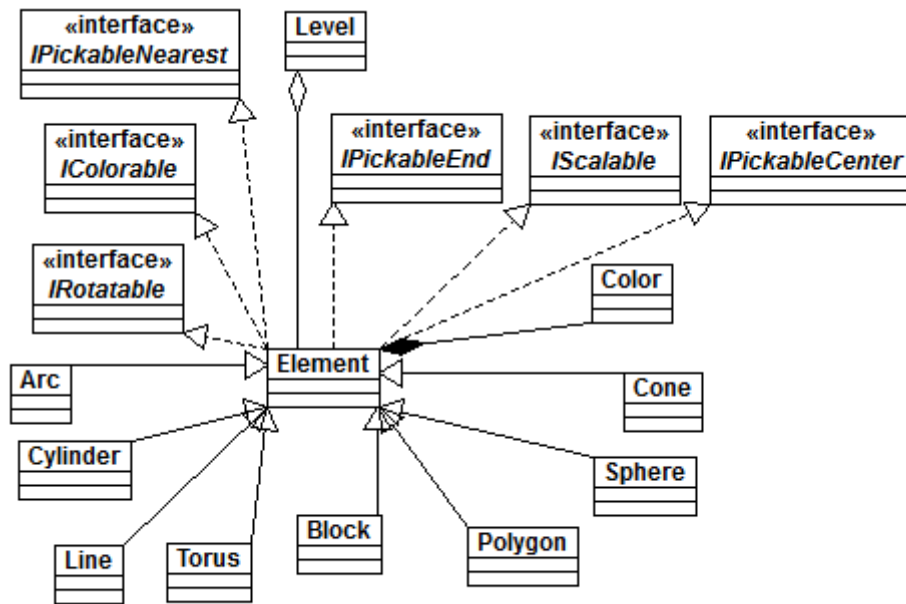 «interface»
IPickableNearest
Level
«interface»
IColorable
«interface»
IPickableEnd
«interface»
IScalable
«interface»
IPickableCenter
«interface»
IRotatable
Color
Element
Arc
Cone
Cylinder
Sphere
Line
Torus
Block
Polygon